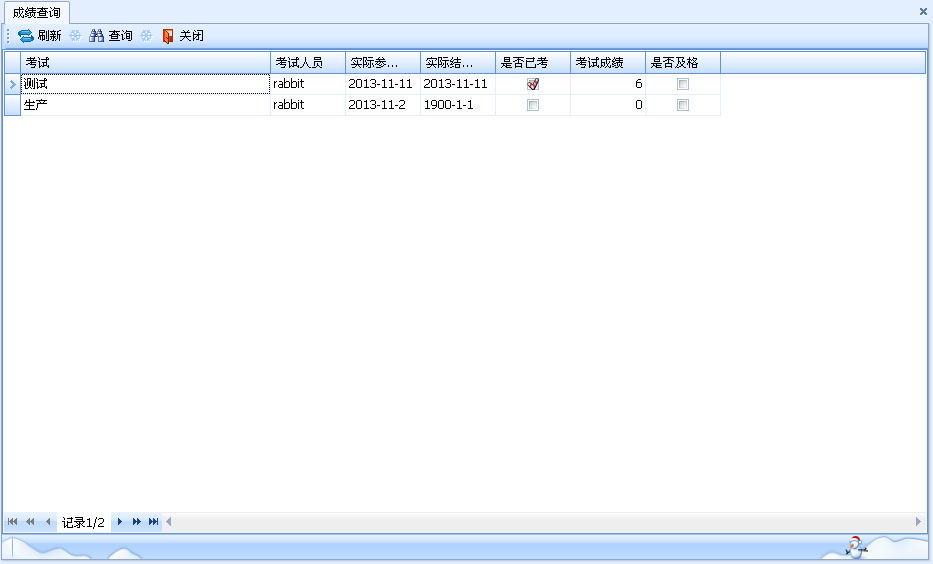 成绩查询
刷新 查询 关闭
考试 考试人员 实际参... 实际结... 是否已考 考试成绩 是否及格
测试 rabbit 2013-11-11 2013-11-11 6
生产 rabbit 2013-11-2 1900-1-1 0
记录1/2